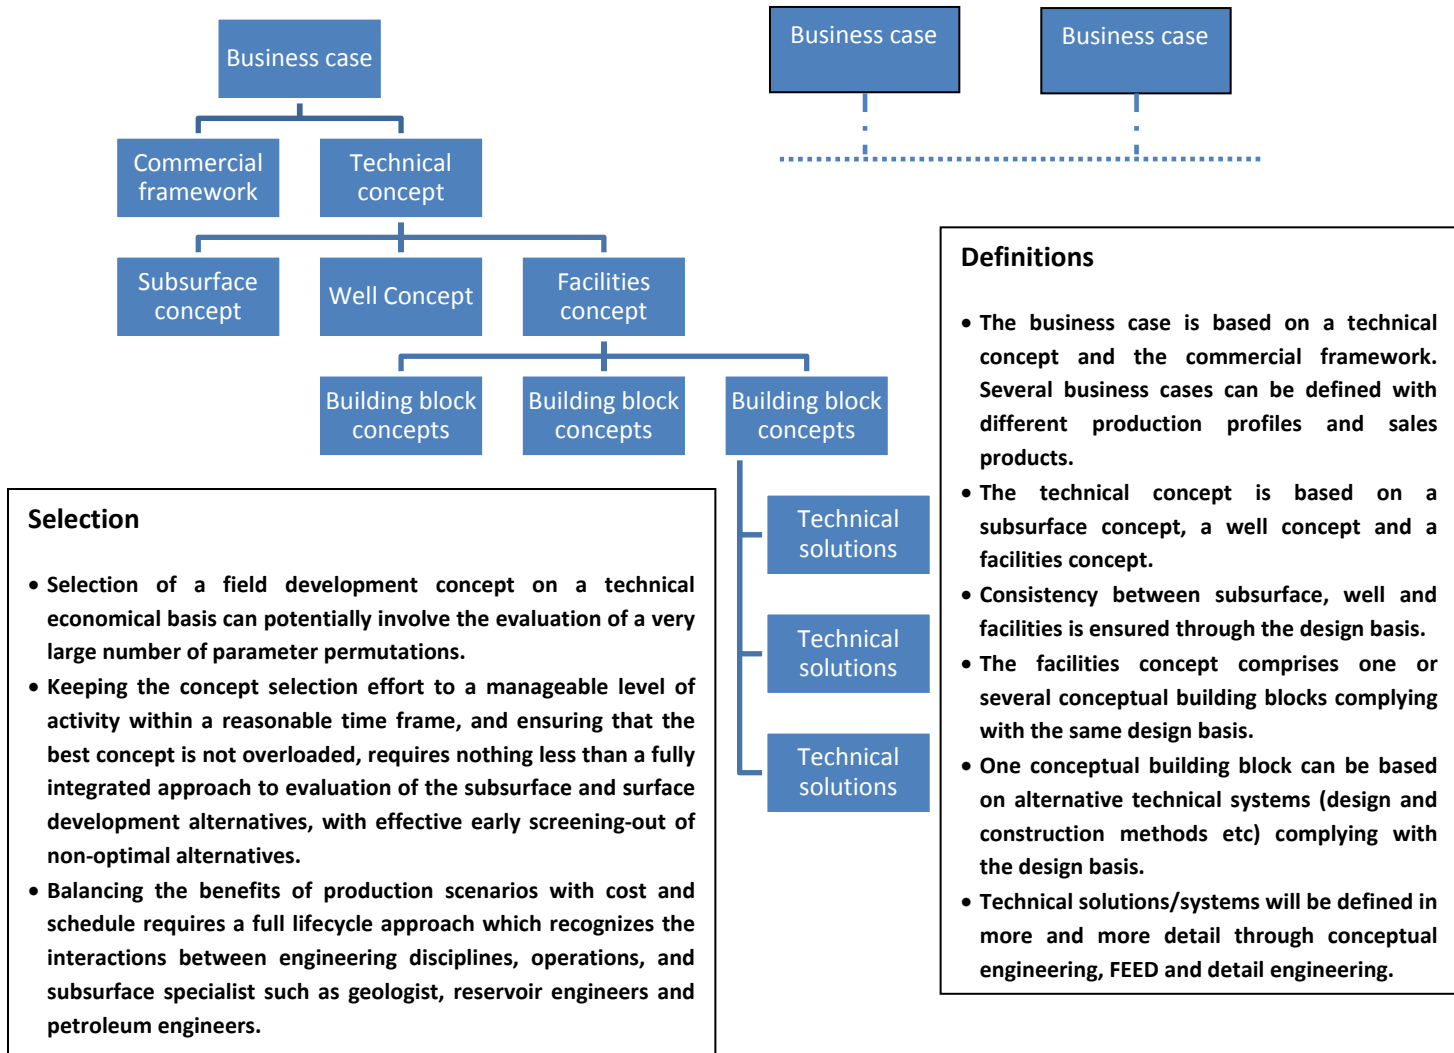 Business case
Business case
Business case
Commercial
framework
Technical
concept
Subsurface
concept
Well Concept
Facilities
concept
Building block
concepts
Building block
concepts
Building block
concepts
Technical
solutions
Technical
solutions
Technical
solutions
Selection
• Selection of a field development concept on a technical
economical basis can potentially involve the evaluation of a very
large number of parameter permutations.
• Keeping the concept selection effort to a manageable level of
activity within a reasonable time frame, and ensuring that the
best concept is not overloaded, requires nothing less than a fully
integrated approach to evaluation of the subsurface and surface
development alternatives, with effective early screening-out of
non-optimal alternatives.
• Balancing the benefits of production scenarios with cost and
schedule requires a full lifecycle approach which recognizes the
interactions between engineering disciplines, operations, and
subsurface specialist such as geologist, reservoir engineers and
petroleum engineers.
Definitions
• The business case is based on a technical
concept and the commercial framework.
Several business cases can be defined with
different production profiles and sales
products.
• The technical concept is based on a
subsurface concept, a well concept and a
facilities concept.
• Consistency between subsurface, well and
facilities is ensured through the design basis.
• The facilities concept comprises one or
several conceptual building blocks complying
with the same design basis.
• One conceptual building block can be based
on alternative technical systems (design and
construction methods etc) complying with
the design basis.
• Technical solutions/systems will be defined in
more and more detail through conceptual
engineering, FEED and detail engineering.